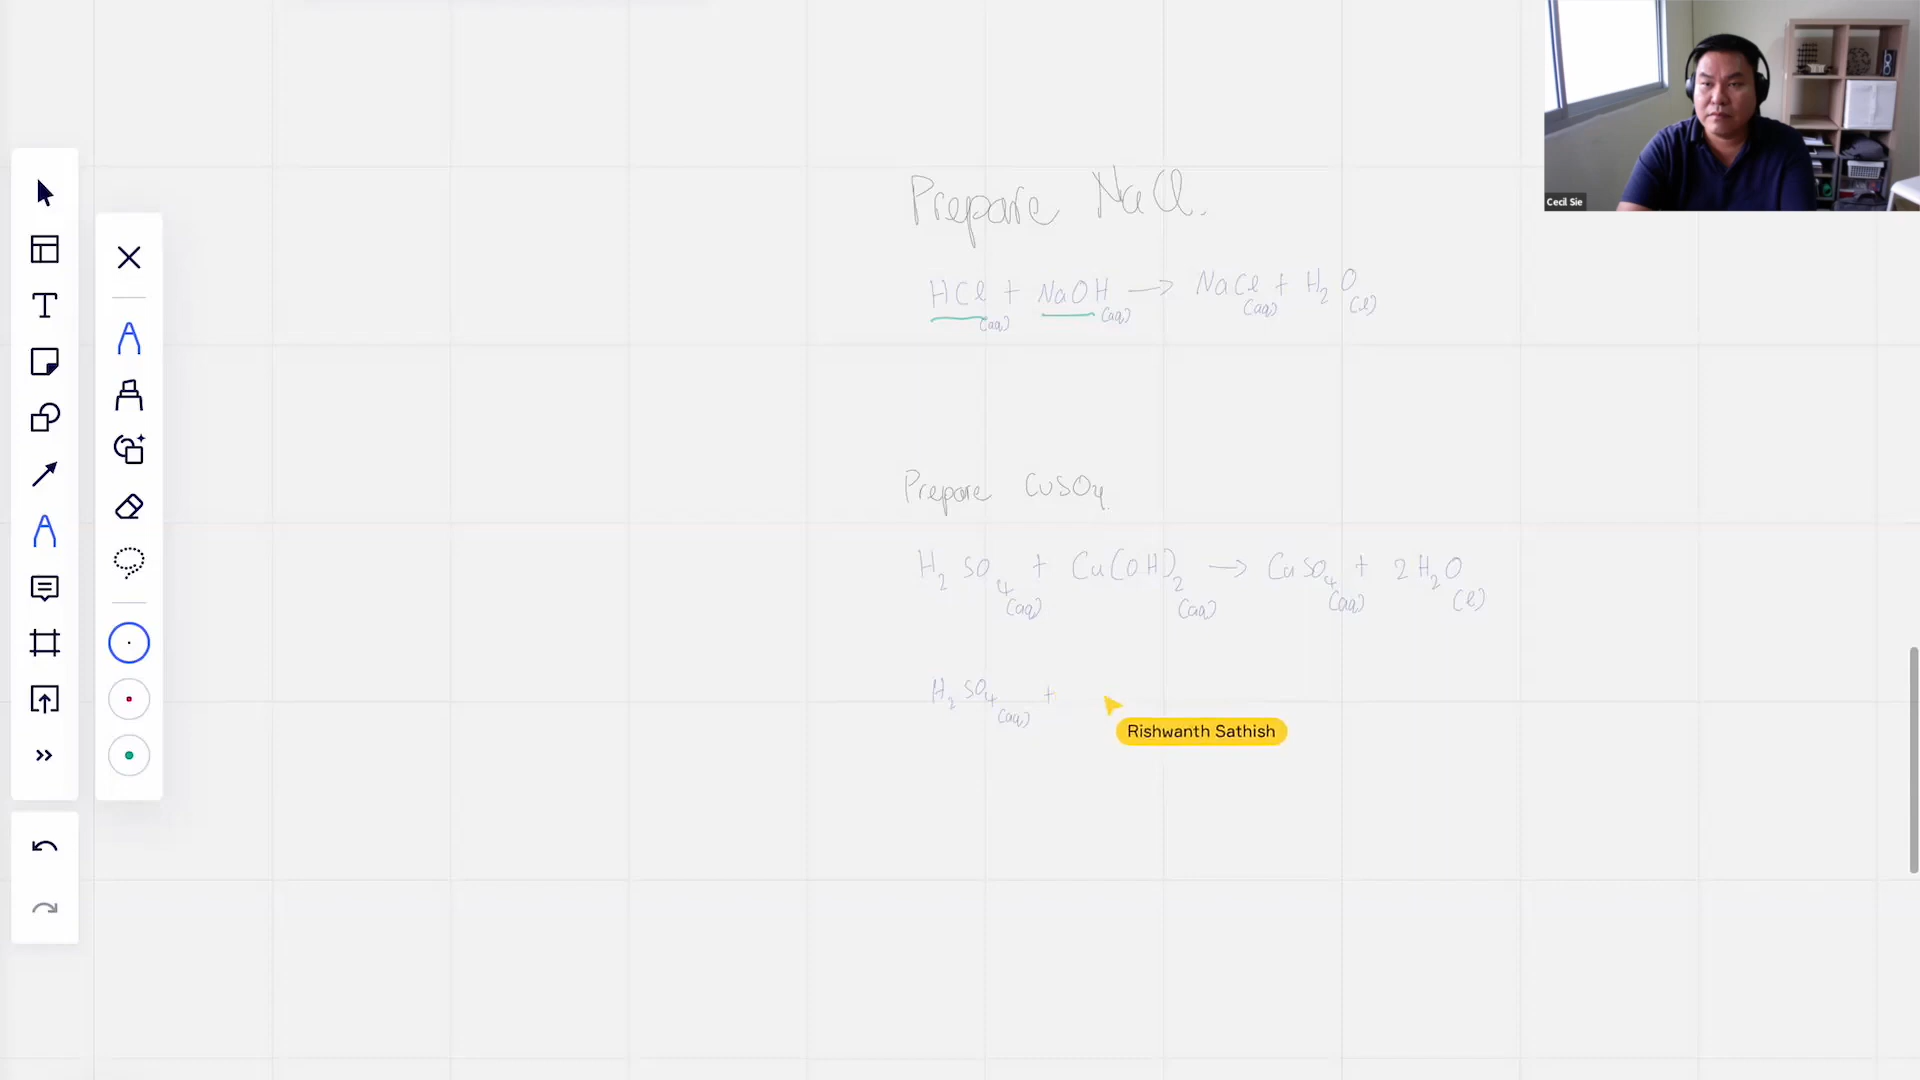 Cecil Sie
Prepare NaCl.
HCl(aq) + NaOH(aq) → NaCl(aq) + H2O(l)
Prepare CuSO4.
H2SO4(aq) + Cu(OH)2(aq) → CuSO4(aq) + 2H2O(l)
H2SO4(aq) +
Rishwanth Sathish